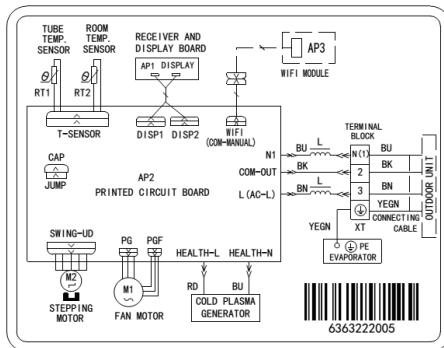 TUBE TEMP. SENSOR
ROOM TEMP. SENSOR
RECEIVER AND DISPLAY BOARD
AP1 DISPLAY
AP3
WIFI MODULE
RT1
RT2
θ
θ
T-SENSOR
DISP1
DISP2
WIFI
(COM-MANUAL)
CAP
JUMP
AP2
PRINTED CIRCUIT BOARD
TERMINAL BLOCK
N1
BU
L
N(1)
BU
COM-OUT
BK
2
BK
L(AC-L)
BN
L
3
BN
YEGN
XT
CONNECTING CABLE
OUTDOOR UNIT
YEGN
PE
EVAPORATOR
SWING-UD
PG
PGF
HEALTH-L
HEALTH-N
M2
STEPPING MOTOR
M1
FAN MOTOR
RD
BU
COLD PLASMA GENERATOR
6363222005